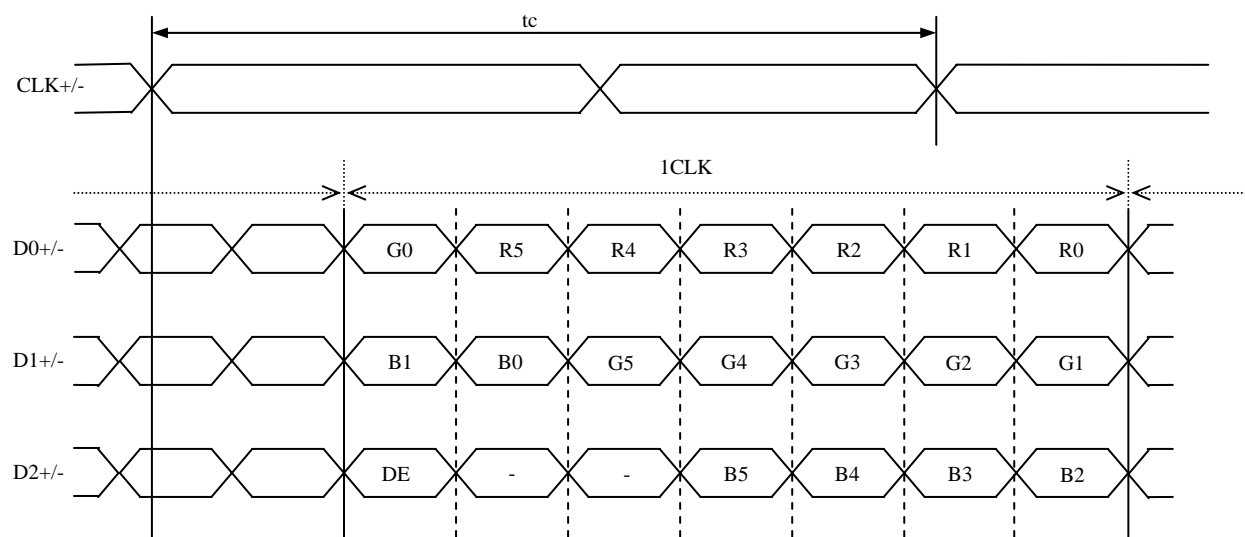 tc
CLK+/-
1CLK
D0+/- G0 R5 R4 R3 R2 R1 R0
D1+/- B1 B0 G5 G4 G3 G2 G1
D2+/- DE - - B5 B4 B3 B2